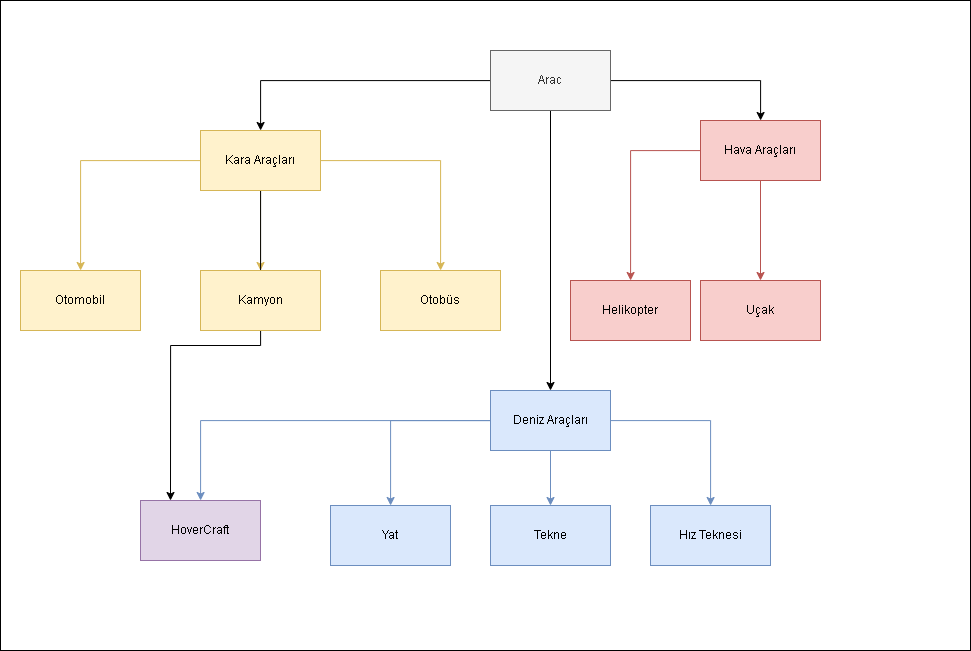 Arac
Kara Araçları
Hava Araçları
Otomobil
Kamyon
Otobüs
Helikopter
Uçak
Deniz Araçları
HoverCraft
Yat
Tekne
Hız Teknesi